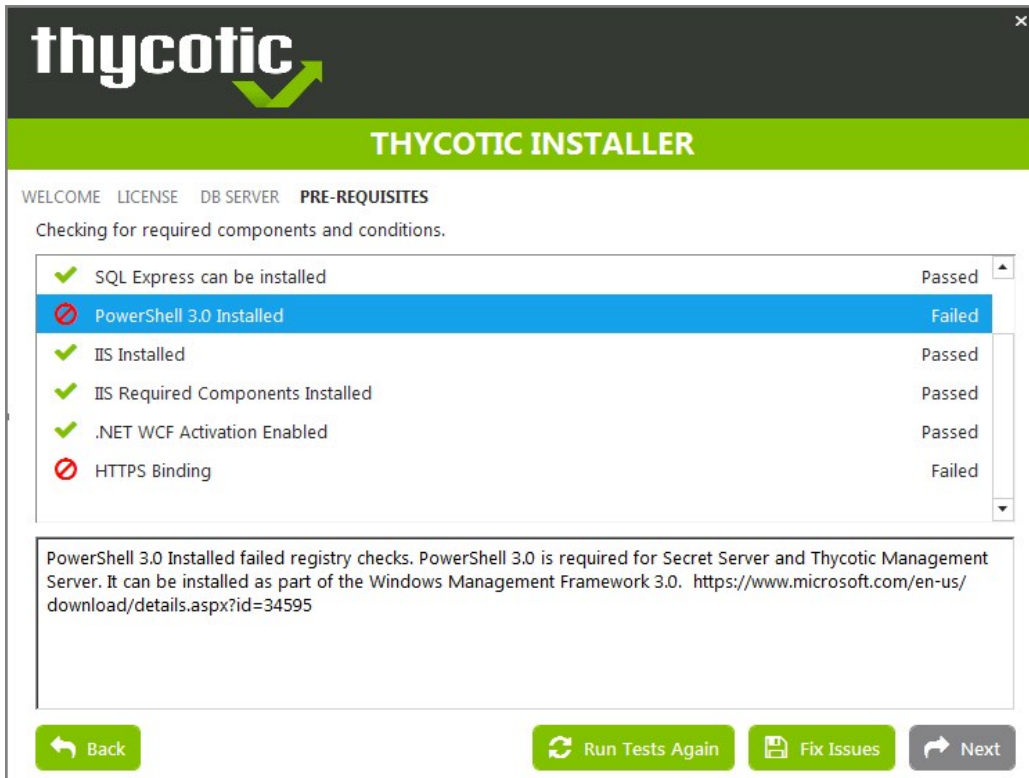 thycotic
THYCOTIC INSTALLER
WELCOME LICENSE DB SERVER PRE-REQUISITES
Checking for required components and conditions.
SQL Express can be installed Passed
PowerShell 3.0 Installed Failed
IIS Installed Passed
IIS Required Components Installed Passed
.NET WCF Activation Enabled Passed
HTTPS Binding Failed
PowerShell 3.0 Installed failed registry checks. PowerShell 3.0 is required for Secret Server and Thycotic Management
Server. It can be installed as part of the Windows Management Framework 3.0. https://www.microsoft.com/en-us/
download/details.aspx?id=34595
Back Run Tests Again Fix Issues Next